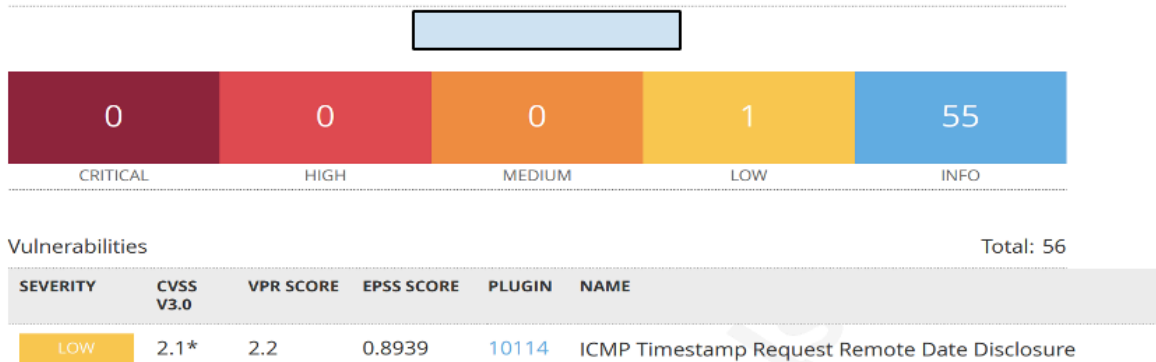 0 0 0 1 55
CRITICAL HIGH MEDIUM LOW INFO
Vulnerabilities Total: 56
SEVERITY CVSS V3.0 VPR SCORE EPSS SCORE PLUGIN NAME
LOW 2.1* 2.2 0.8939 10114 ICMP Timestamp Request Remote Date Disclosure